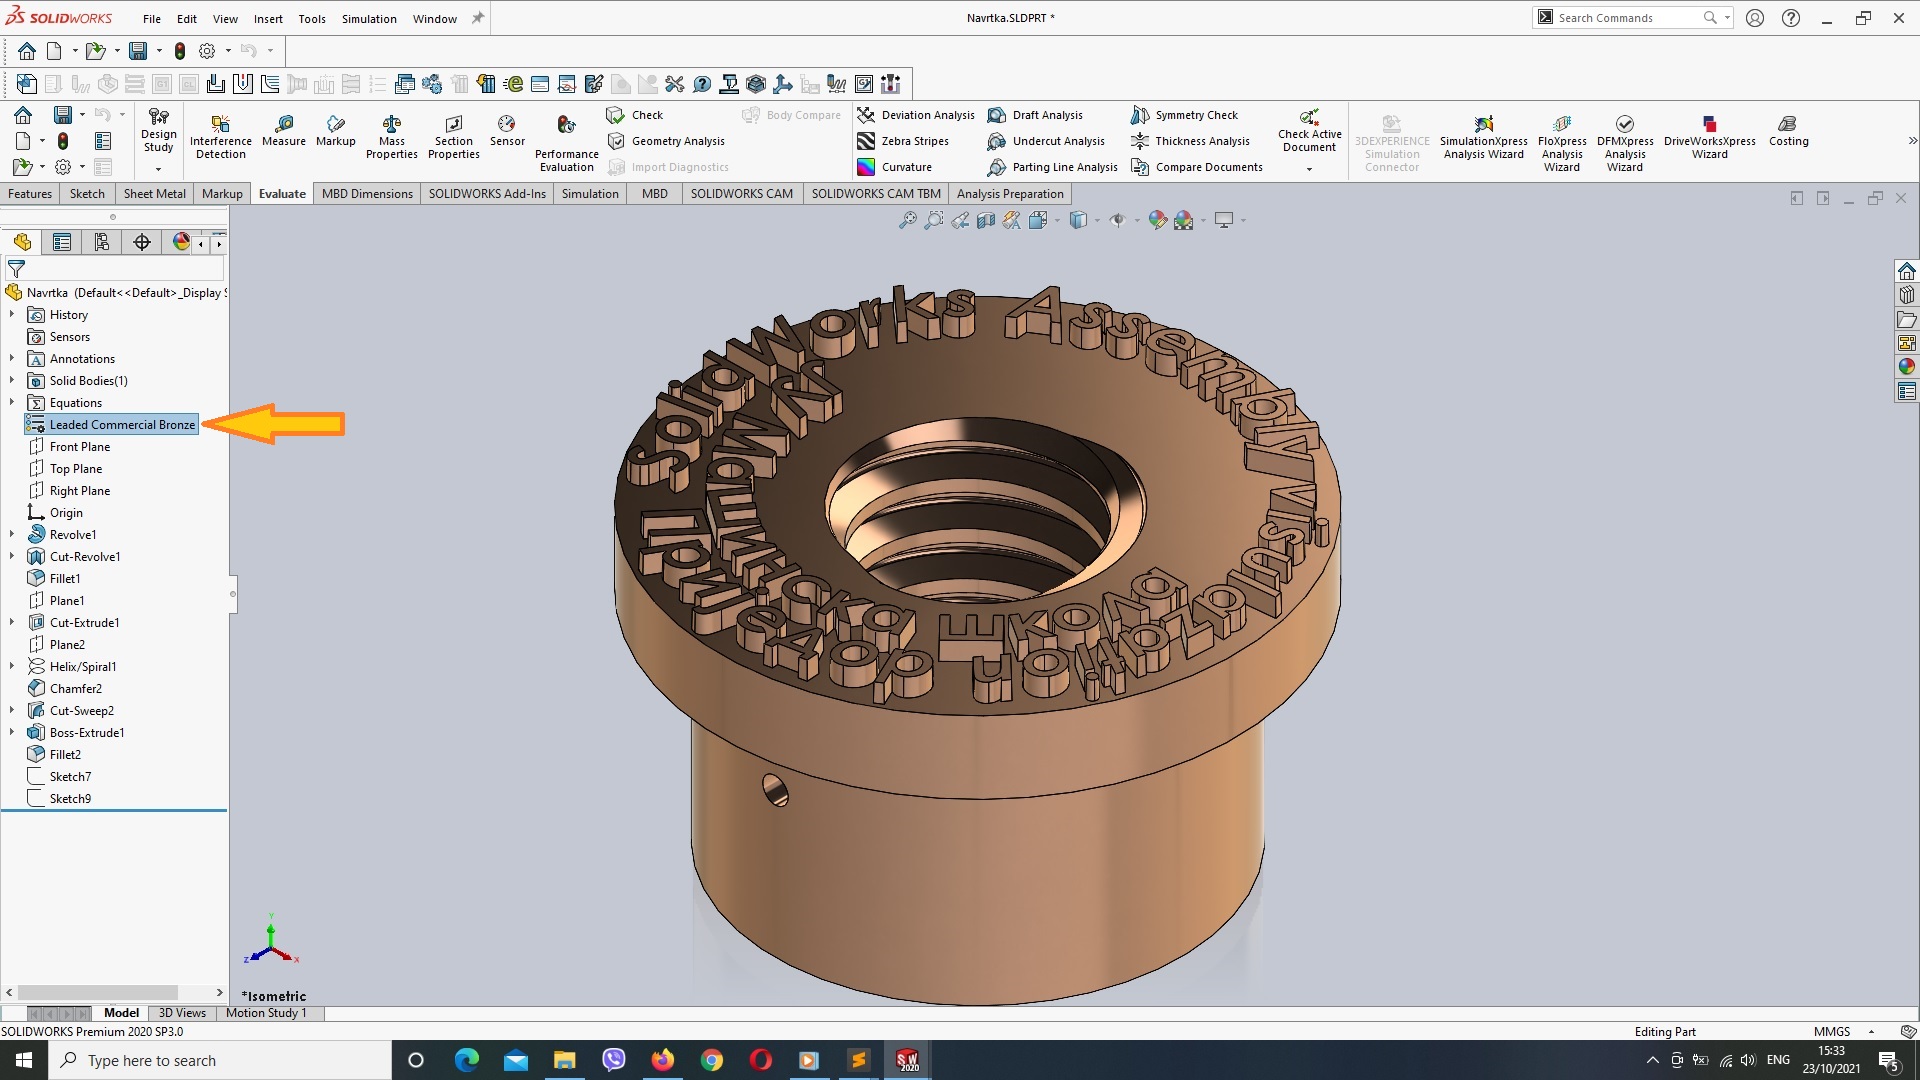 SOLIDWORKS
File Edit View Insert Tools Simulation Window
Navrtka.SLDPRT *
Search Commands
Design Study
Interference Detection
Measure
Markup
Mass Properties
Section Properties
Sensor
Performance Evaluation
Check
Geometry Analysis
Import Diagnostics
Body Compare
Deviation Analysis
Zebra Stripes
Curvature
Draft Analysis
Undercut Analysis
Parting Line Analysis
Symmetry Check
Thickness Analysis
Compare Documents
Check Active Document
3DEXPERIENCE Simulation Connector
SimulationXpress Analysis Wizard
FloXpress Analysis Wizard
DFMXpress Analysis Wizard
DriveWorksXpress Wizard
Costing
Features Sketch Sheet Metal Markup Evaluate MBD Dimensions SOLIDWORKS Add-Ins Simulation MBD SOLIDWORKS CAM SOLIDWORKS CAM TBM Analysis Preparation
Navrtka (Default<<Default>_Display S
History
Sensors
Annotations
Solid Bodies(1)
Equations
Leaded Commercial Bronze
Front Plane
Top Plane
Right Plane
Origin
Revolve1
Cut-Revolve1
Fillet1
Plane1
Cut-Extrude1
Plane2
Helix/Spiral1
Chamfer2
Cut-Sweep2
Boss-Extrude1
Fillet2
Sketch7
Sketch9
SolidWorks Assembly
*Isometric
Model 3D Views Motion Study 1
SOLIDWORKS Premium 2020 SP3.0
Editing Part
MMGS
Type here to search
ENG
15:33
23/10/2021
5